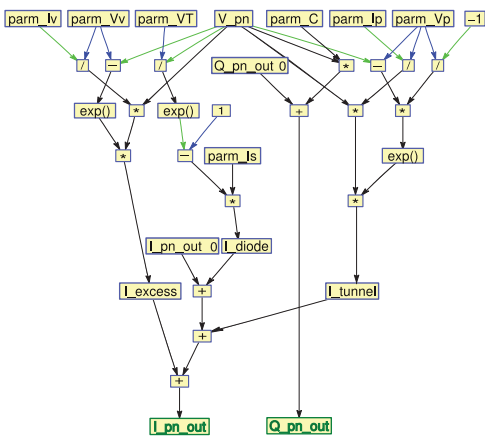 parm_Iv parm_Vv parm_VT V_pn parm_C parm_Ip parm_Vp −1
Q_pn_out 0
/ − / * − / /
exp() * exp() 1 + * *
* − parm_Is exp()
* *
I_pn_out 0 I_diode
I_excess + I_tunnel
+
+
I_pn_out Q_pn_out